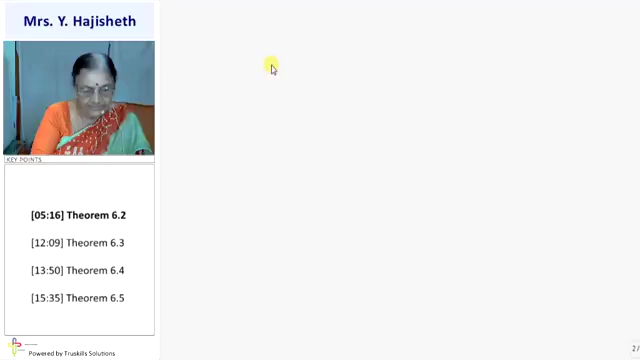 Mrs. Y. Hajisheth
KEY POINTS
[05:16] Theorem 6.2
[12:09] Theorem 6.3
[13:50] Theorem 6.4
[15:35] Theorem 6.5
Powered by Truskills Solutions
2/